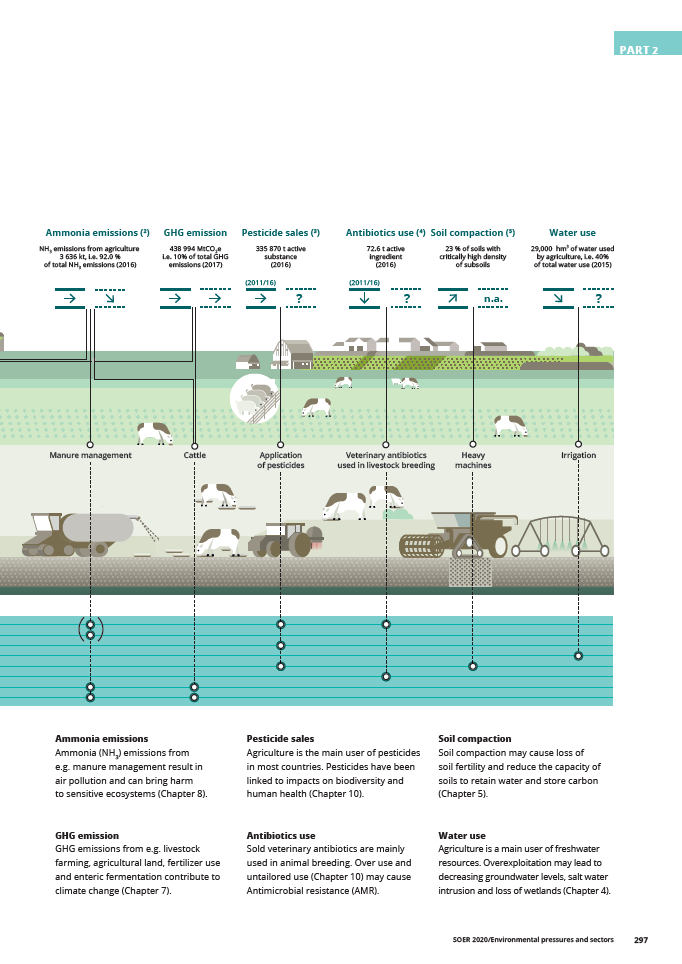 PART 2
Ammonia emissions (²)
NH₃ emissions from agriculture
3 636 kt, i.e. 92.0 %
of total NH₃ emissions (2016)
GHG emission
438 994 MtCO₂e
i.e. 10% of total GHG
emissions (2017)
Pesticide sales (³)
335 870 t active
substance
(2016)
Antibiotics use (⁴)
72.6 t active
ingredient
(2016)
Soil compaction (⁵)
23 % of soils with
critically high density
of subsoils
Water use
29,000 hm³ of water used
by agriculture, i.e. 40%
of total water use (2015)
(2011/16)
?
(2011/16)
?
n.a.
?
Manure management
Cattle
Application
of pesticides
Veterinary antibiotics
used in livestock breeding
Heavy
machines
Irrigation
Ammonia emissions
Ammonia (NH₃) emissions from
e.g. manure management result in
air pollution and can bring harm
to sensitive ecosystems (Chapter 8).
Pesticide sales
Agriculture is the main user of pesticides
in most countries. Pesticides have been
linked to impacts on biodiversity and
human health (Chapter 10).
Soil compaction
Soil compaction may cause loss of
soil fertility and reduce the capacity of
soils to retain water and store carbon
(Chapter 5).
GHG emission
GHG emissions from e.g. livestock
farming, agricultural land, fertilizer use
and enteric fermentation contribute to
climate change (Chapter 7).
Antibiotics use
Sold veterinary antibiotics are mainly
used in animal breeding. Over use and
untailored use (Chapter 10) may cause
Antimicrobial resistance (AMR).
Water use
Agriculture is a main user of freshwater
resources. Overexploitation may lead to
decreasing groundwater levels, salt water
intrusion and loss of wetlands (Chapter 4).
SOER 2020/Environmental pressures and sectors 297